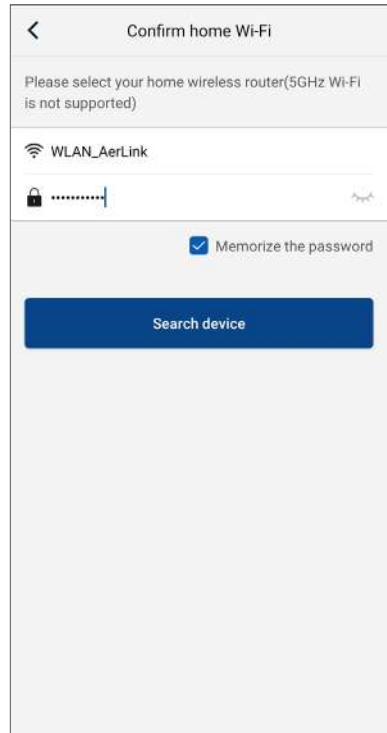 Confirm home Wi-Fi
Please select your home wireless router(5GHz Wi-Fi
is not supported)
WLAN_AerLink
•••••••••••
Memorize the password
Search device